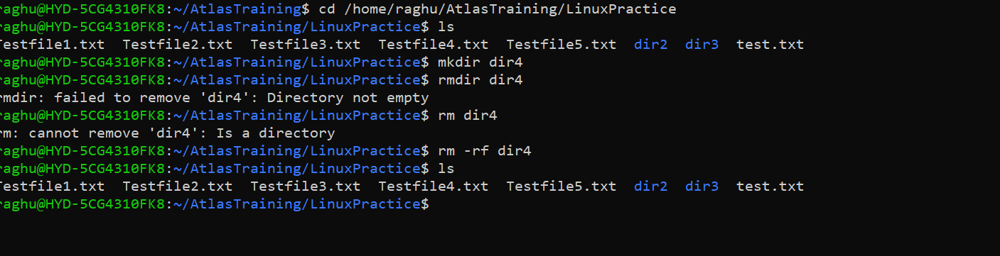 raghu@HYD-5CG4310FK8:~/AtlasTraining$ cd /home/raghu/AtlasTraining/LinuxPractice
raghu@HYD-5CG4310FK8:~/AtlasTraining/LinuxPractice$ ls
Testfile1.txt  Testfile2.txt  Testfile3.txt  Testfile4.txt  Testfile5.txt  dir2  dir3  test.txt
raghu@HYD-5CG4310FK8:~/AtlasTraining/LinuxPractice$ mkdir dir4
raghu@HYD-5CG4310FK8:~/AtlasTraining/LinuxPractice$ rmdir dir4
rmdir: failed to remove 'dir4': Directory not empty
raghu@HYD-5CG4310FK8:~/AtlasTraining/LinuxPractice$ rm dir4
rm: cannot remove 'dir4': Is a directory
raghu@HYD-5CG4310FK8:~/AtlasTraining/LinuxPractice$ rm -rf dir4
raghu@HYD-5CG4310FK8:~/AtlasTraining/LinuxPractice$ ls
Testfile1.txt  Testfile2.txt  Testfile3.txt  Testfile4.txt  Testfile5.txt  dir2  dir3  test.txt
raghu@HYD-5CG4310FK8:~/AtlasTraining/LinuxPractice$